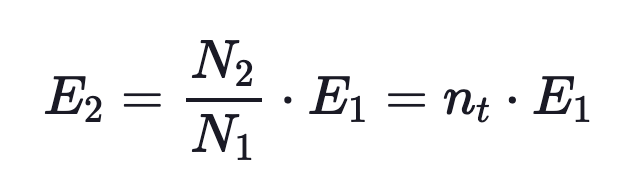 E₂ = N₂/N₁ · E₁ = nₜ · E₁